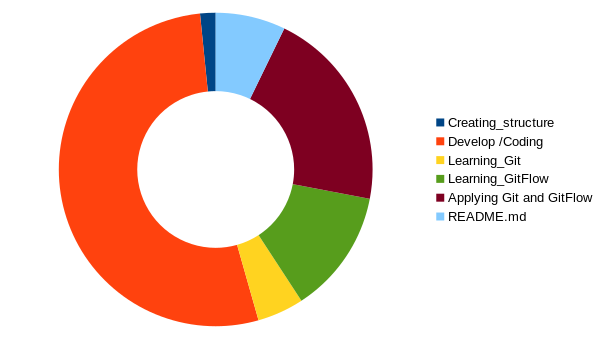 Creating_structure
Develop /Coding
Learning_Git
Learning_GitFlow
Applying Git and GitFlow
README.md